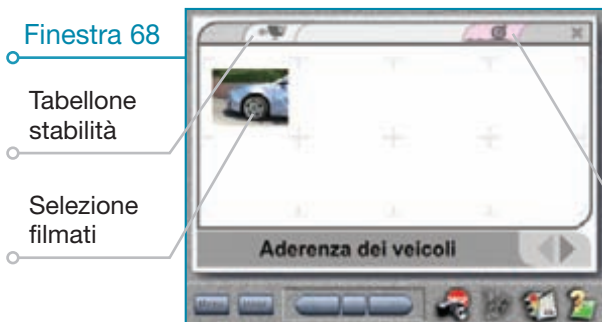 Finestra 68
Tabellone
stabilità
Selezione
filmati
Aderenza dei veicoli